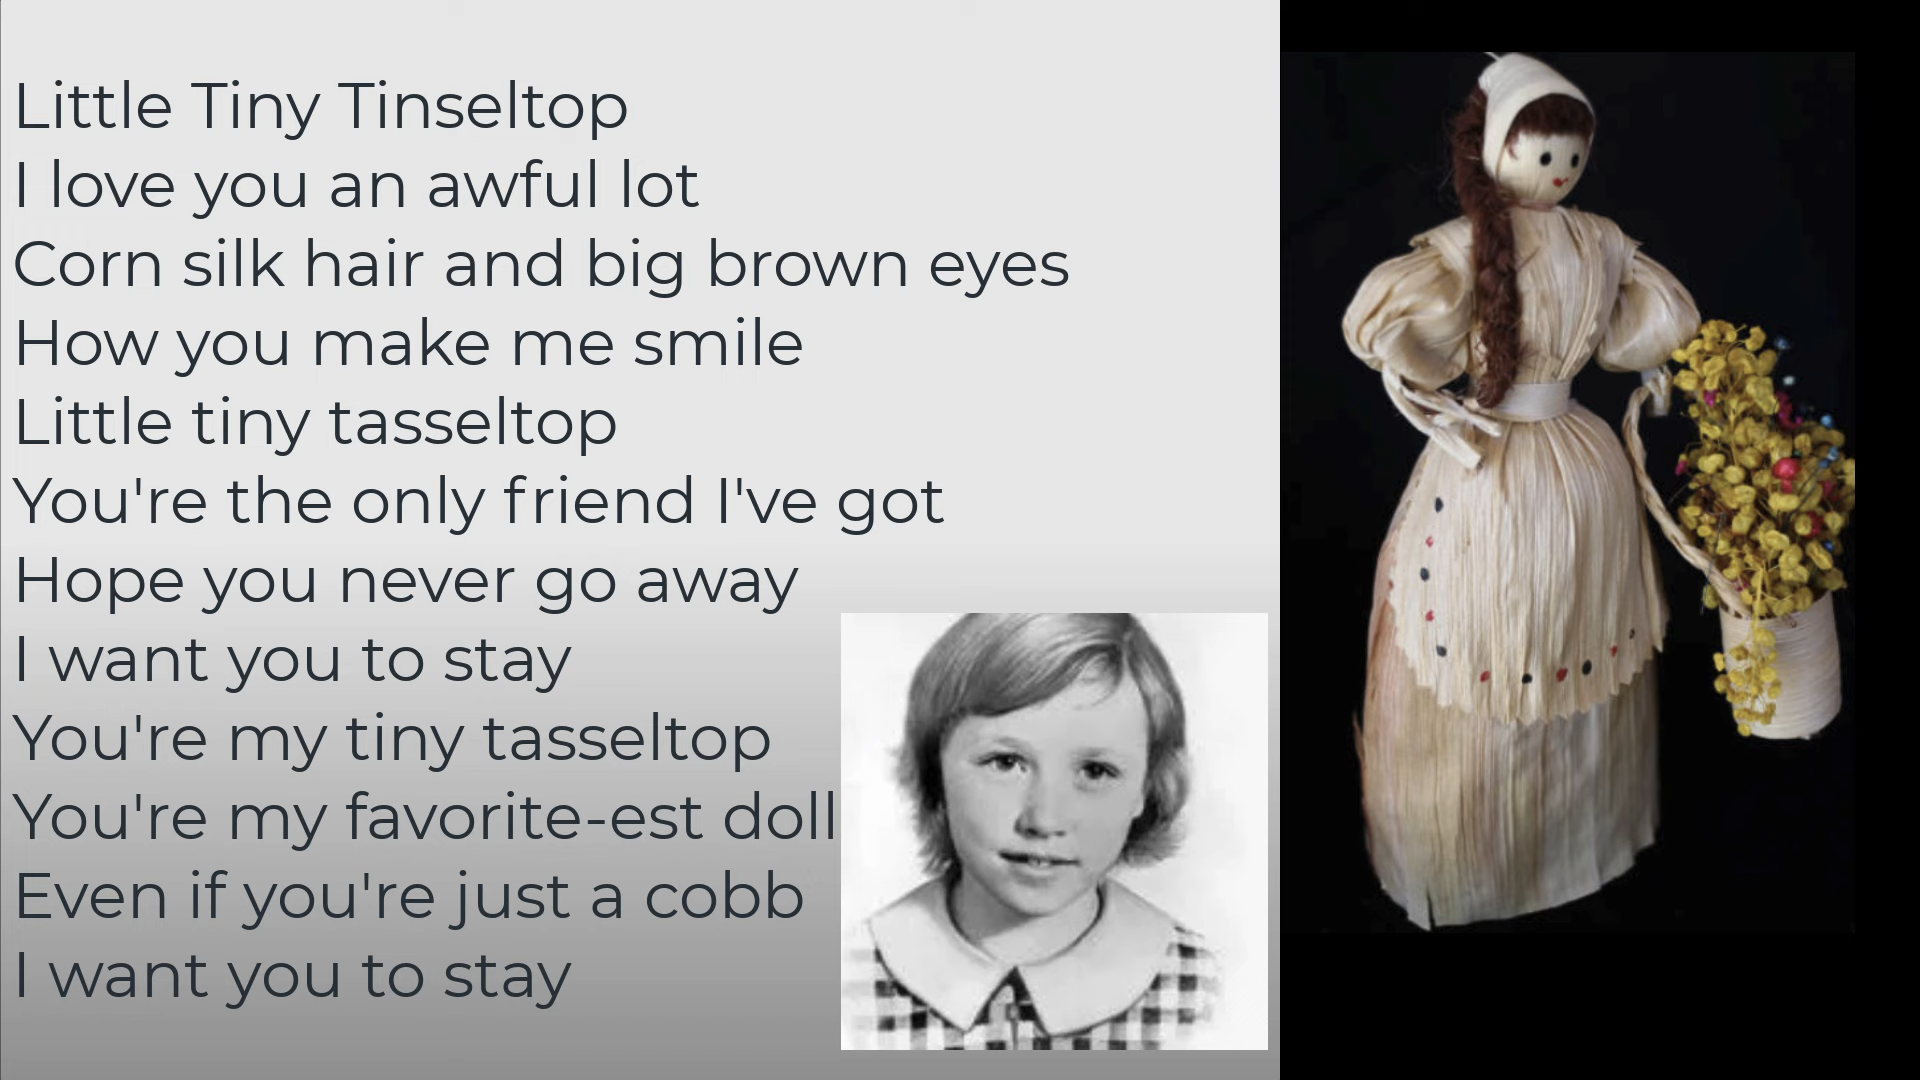 Little Tiny Tinseltop
I love you an awful lot
Corn silk hair and big brown eyes
How you make me smile
Little tiny tasseltop
You're the only friend I've got
Hope you never go away
I want you to stay
You're my tiny tasseltop
You're my favorite-est doll
Even if you're just a cobb
I want you to stay